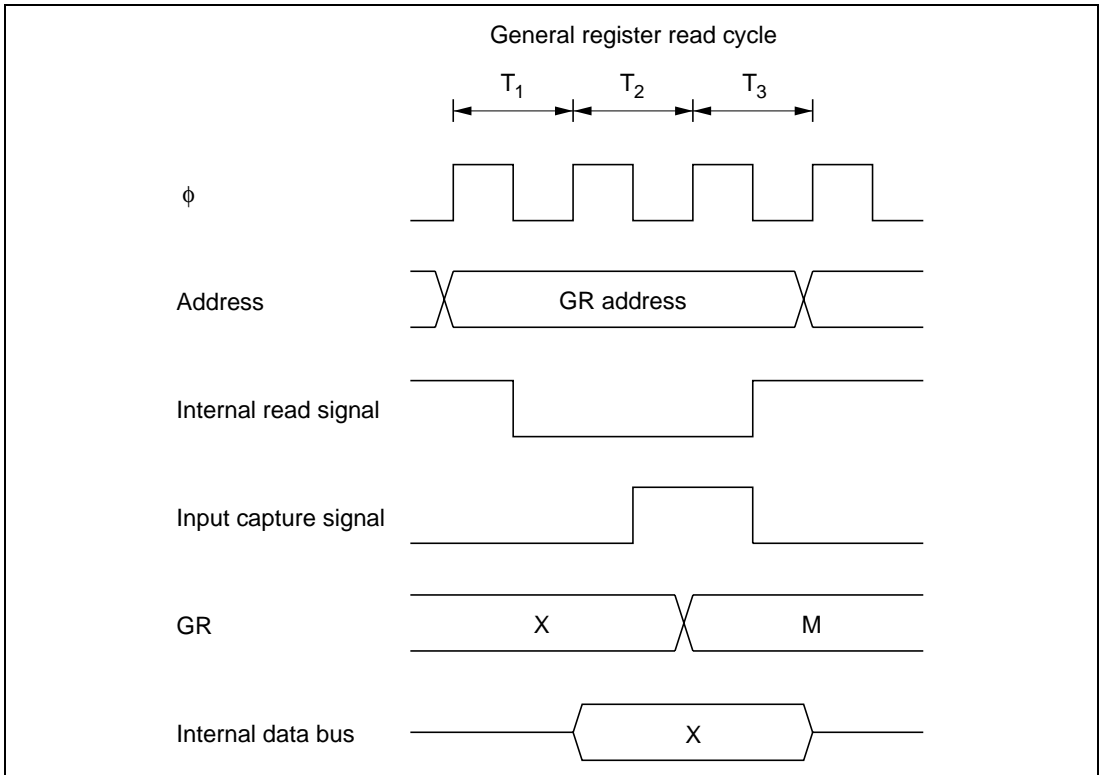 General register read cycle
T1 T2 T3
φ
Address GR address
Internal read signal
Input capture signal
GR X M
Internal data bus X